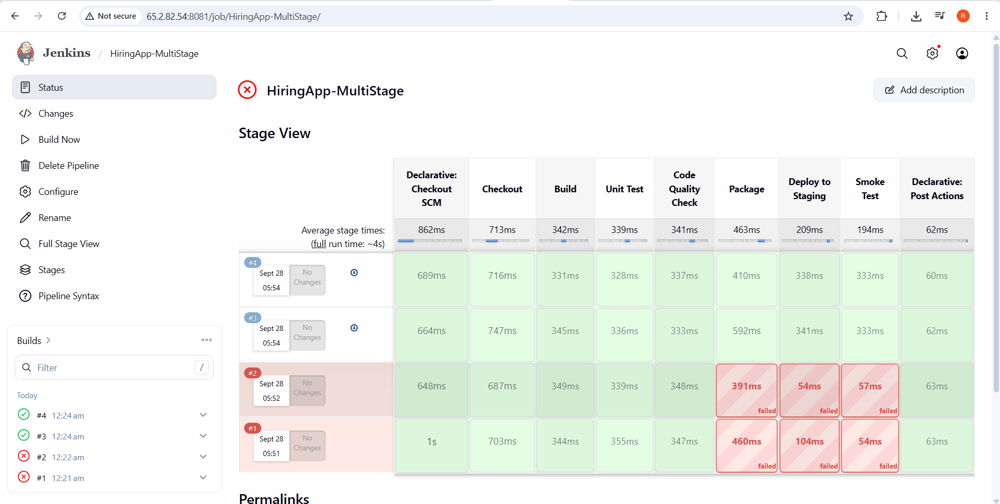 Not secure 65.2.82.54:8081/job/HiringApp-MultiStage/
R
Jenkins / HiringApp-MultiStage
Status
Changes
Build Now
Delete Pipeline
Configure
Rename
Full Stage View
Stages
Pipeline Syntax
Builds
Filter /
Today
#4 12:24 am
#3 12:24 am
#2 12:22 am
#1 12:21 am
HiringApp-MultiStage
Add description
Stage View
Declarative:
Checkout
SCM
Checkout
Build
Unit Test
Code
Quality
Check
Package
Deploy to
Staging
Smoke
Test
Declarative:
Post Actions
Average stage times:
(full run time: ~4s)
862ms 713ms 342ms 339ms 341ms 463ms 209ms 194ms 62ms
#4
Sept 28
05:54
No
Changes
689ms 716ms 331ms 328ms 337ms 410ms 338ms 333ms 60ms
#3
Sept 28
05:54
No
Changes
664ms 747ms 345ms 336ms 333ms 592ms 341ms 333ms 62ms
#2
Sept 28
05:52
No
Changes
648ms 687ms 349ms 339ms 348ms 391ms 54ms 57ms 63ms
failed failed failed
#1
Sept 28
05:51
No
Changes
1s 703ms 344ms 355ms 347ms 460ms 104ms 54ms 63ms
failed failed failed
Permalinks